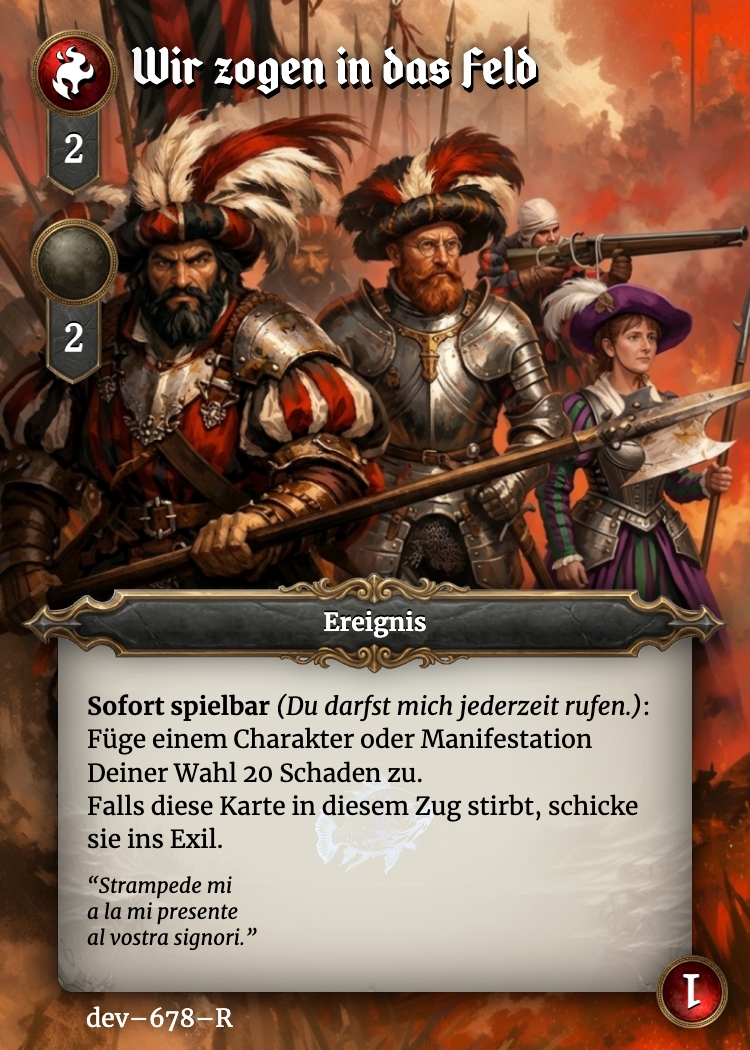 Wir zogen in das Feld
2
2
Ereignis
Sofort spielbar (Du darfst mich jederzeit rufen.):
Füge einem Charakter oder Manifestation
Deiner Wahl 20 Schaden zu.
Falls diese Karte in diesem Zug stirbt, schicke
sie ins Exil.
“Strampede mi
a la mi presente
al vostra signori.”
1
dev–678–R